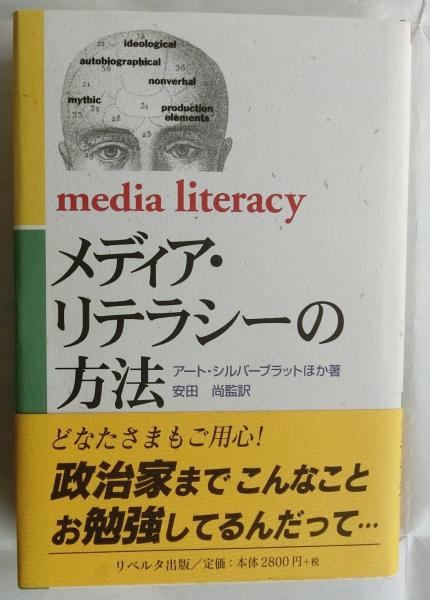 ideological
autobiographical
nonverbal
mythic
production
elements
media literacy
メディア・
リテラシーの
方法
アート・シルバーブラットほか著
安田 尚監訳
どなたさまもご用心!
政治家までこんなこと
お勉強してるんだって…
リベルタ出版/定価:本体2800円+税